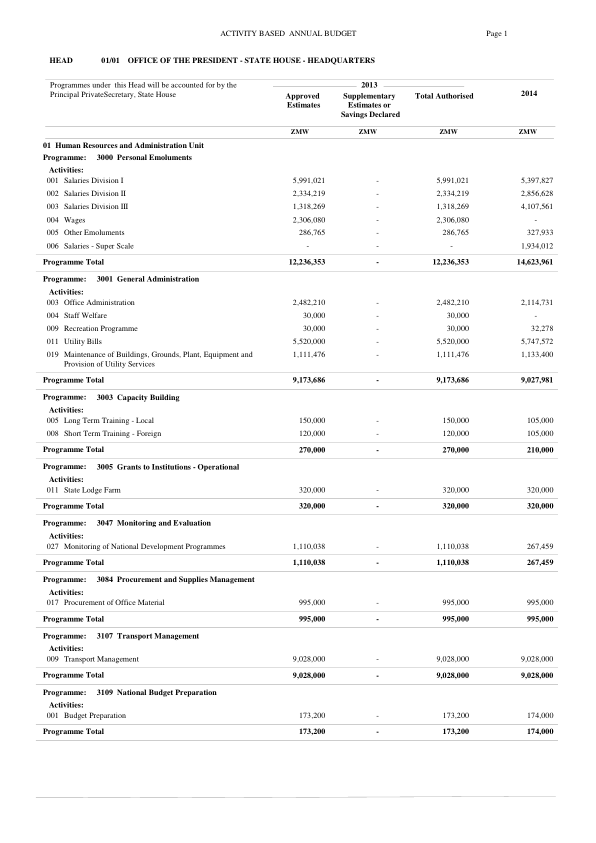 ACTIVITY BASED ANNUAL BUDGET Page 1
HEAD 01/01 OFFICE OF THE PRESIDENT - STATE HOUSE - HEADQUARTERS
Programmes under this Head will be accounted for by the
Principal PrivateSecretary, State House
2013
Approved Estimates Supplementary Estimates or Savings Declared Total Authorised 2014
ZMW ZMW ZMW ZMW
01 Human Resources and Administration Unit
Programme: 3000 Personal Emoluments
Activities:
001 Salaries Division I 5,991,021 - 5,991,021 5,397,827
002 Salaries Division II 2,334,219 - 2,334,219 2,856,628
003 Salaries Division III 1,318,269 - 1,318,269 4,107,561
004 Wages 2,306,080 - 2,306,080 -
005 Other Emoluments 286,765 - 286,765 327,933
006 Salaries - Super Scale - - - 1,934,012
Programme Total 12,236,353 - 12,236,353 14,623,961
Programme: 3001 General Administration
Activities:
003 Office Administration 2,482,210 - 2,482,210 2,114,731
004 Staff Welfare 30,000 - 30,000 -
009 Recreation Programme 30,000 - 30,000 32,278
011 Utility Bills 5,520,000 - 5,520,000 5,747,572
019 Maintenance of Buildings, Grounds, Plant, Equipment and 1,111,476 - 1,111,476 1,133,400
Provision of Utility Services
Programme Total 9,173,686 - 9,173,686 9,027,981
Programme: 3003 Capacity Building
Activities:
005 Long Term Training - Local 150,000 - 150,000 105,000
008 Short Term Training - Foreign 120,000 - 120,000 105,000
Programme Total 270,000 - 270,000 210,000
Programme: 3005 Grants to Institutions - Operational
Activities:
011 State Lodge Farm 320,000 - 320,000 320,000
Programme Total 320,000 - 320,000 320,000
Programme: 3047 Monitoring and Evaluation
Activities:
027 Monitoring of National Development Programmes 1,110,038 - 1,110,038 267,459
Programme Total 1,110,038 - 1,110,038 267,459
Programme: 3084 Procurement and Supplies Management
Activities:
017 Procurement of Office Material 995,000 - 995,000 995,000
Programme Total 995,000 - 995,000 995,000
Programme: 3107 Transport Management
Activities:
009 Transport Management 9,028,000 - 9,028,000 9,028,000
Programme Total 9,028,000 - 9,028,000 9,028,000
Programme: 3109 National Budget Preparation
Activities:
001 Budget Preparation 173,200 - 173,200 174,000
Programme Total 173,200 - 173,200 174,000